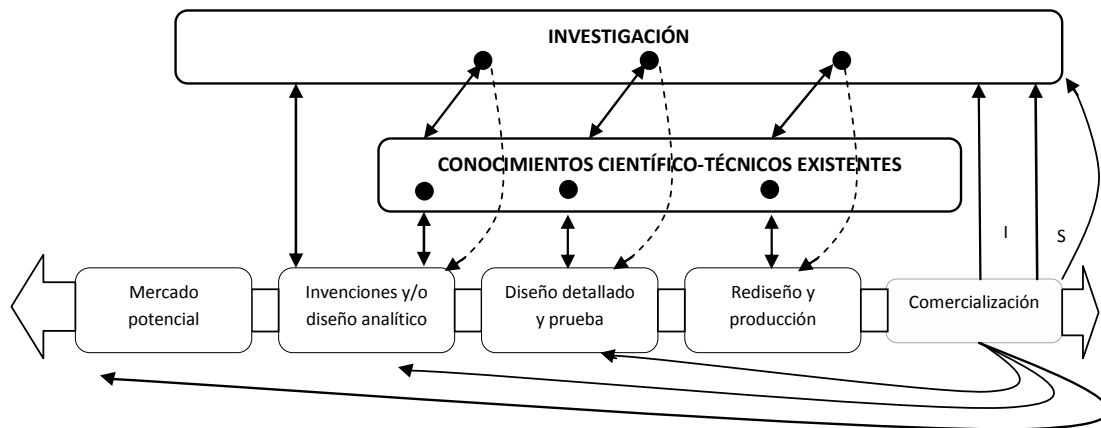 INVESTIGACIÓN
CONOCIMIENTOS CIENTÍFICO-TÉCNICOS EXISTENTES
I
S
Mercado
potencial
Invenciones y/o
diseño analítico
Diseño detallado
y prueba
Rediseño y
producción
Comercialización